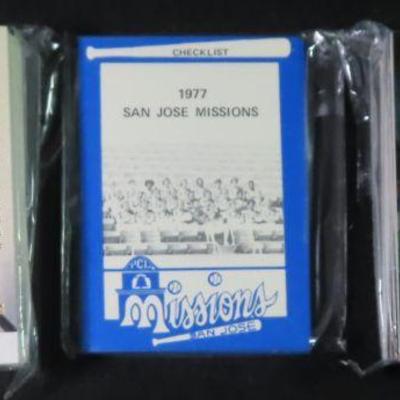 CHECKLIST
1977
SAN JOSE MISSIONS
PCL
Missions
SAN JOSE